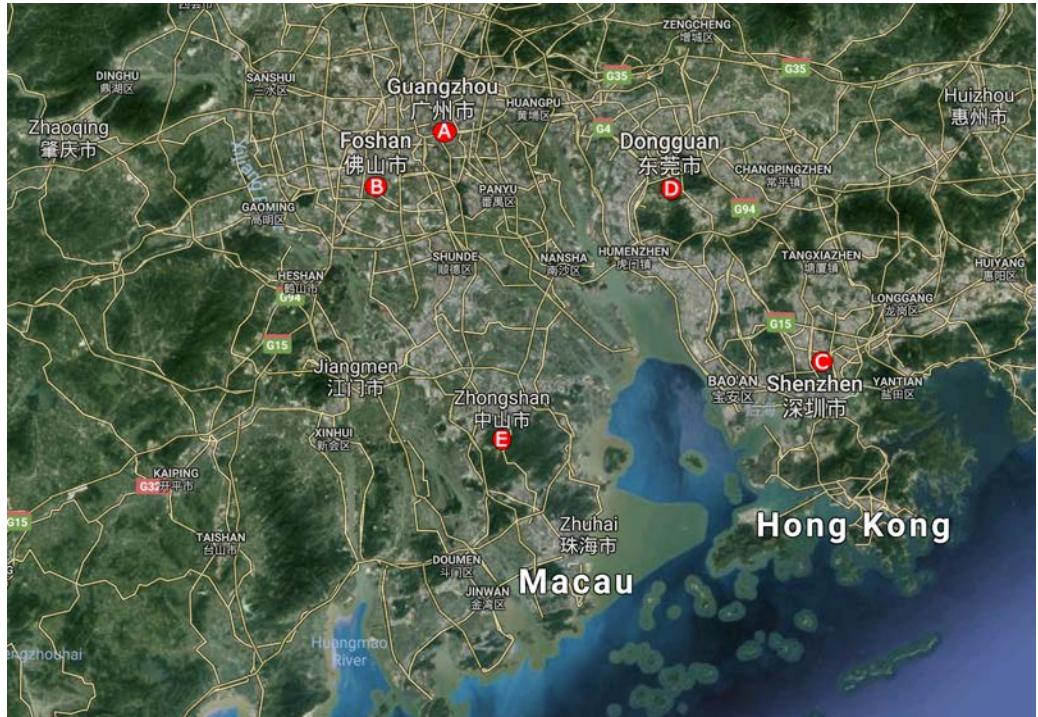 四会市
ZENGCHENG
增城区
DINGHU
鼎湖区
SANSHUI
三水区
G35
G35
Guangzhou
广州市
HUANGPU
黄埔区
Huizhou
惠州市
Zhaoqing
肇庆市
A
G4
Foshan
佛山市
Dongguan
东莞市
CHANGPINGZHEN
常平镇
B
D
PANYU
番禺区
G94
GAOMING
高明区
SHUNDE
顺德区
NANSHA
南沙区
HUMENZHEN
虎门镇
TANGXIAZHEN
塘厦镇
HUIYANG
惠阳区
HESHAN
鹤山市
G94
LONGGANG
龙岗区
G15
G15
C
Jiangmen
江门市
BAO'AN
宝安区
Shenzhen
深圳市
YANTIAN
盐田区
Zhongshan
中山市
E
XINHUI
新会区
KAIPING
开平市
G15
TAISHAN
台山市
Zhuhai
珠海市
Hong Kong
DOUMEN
斗门区
Macau
JINWAN
金湾区
Huangmao
River